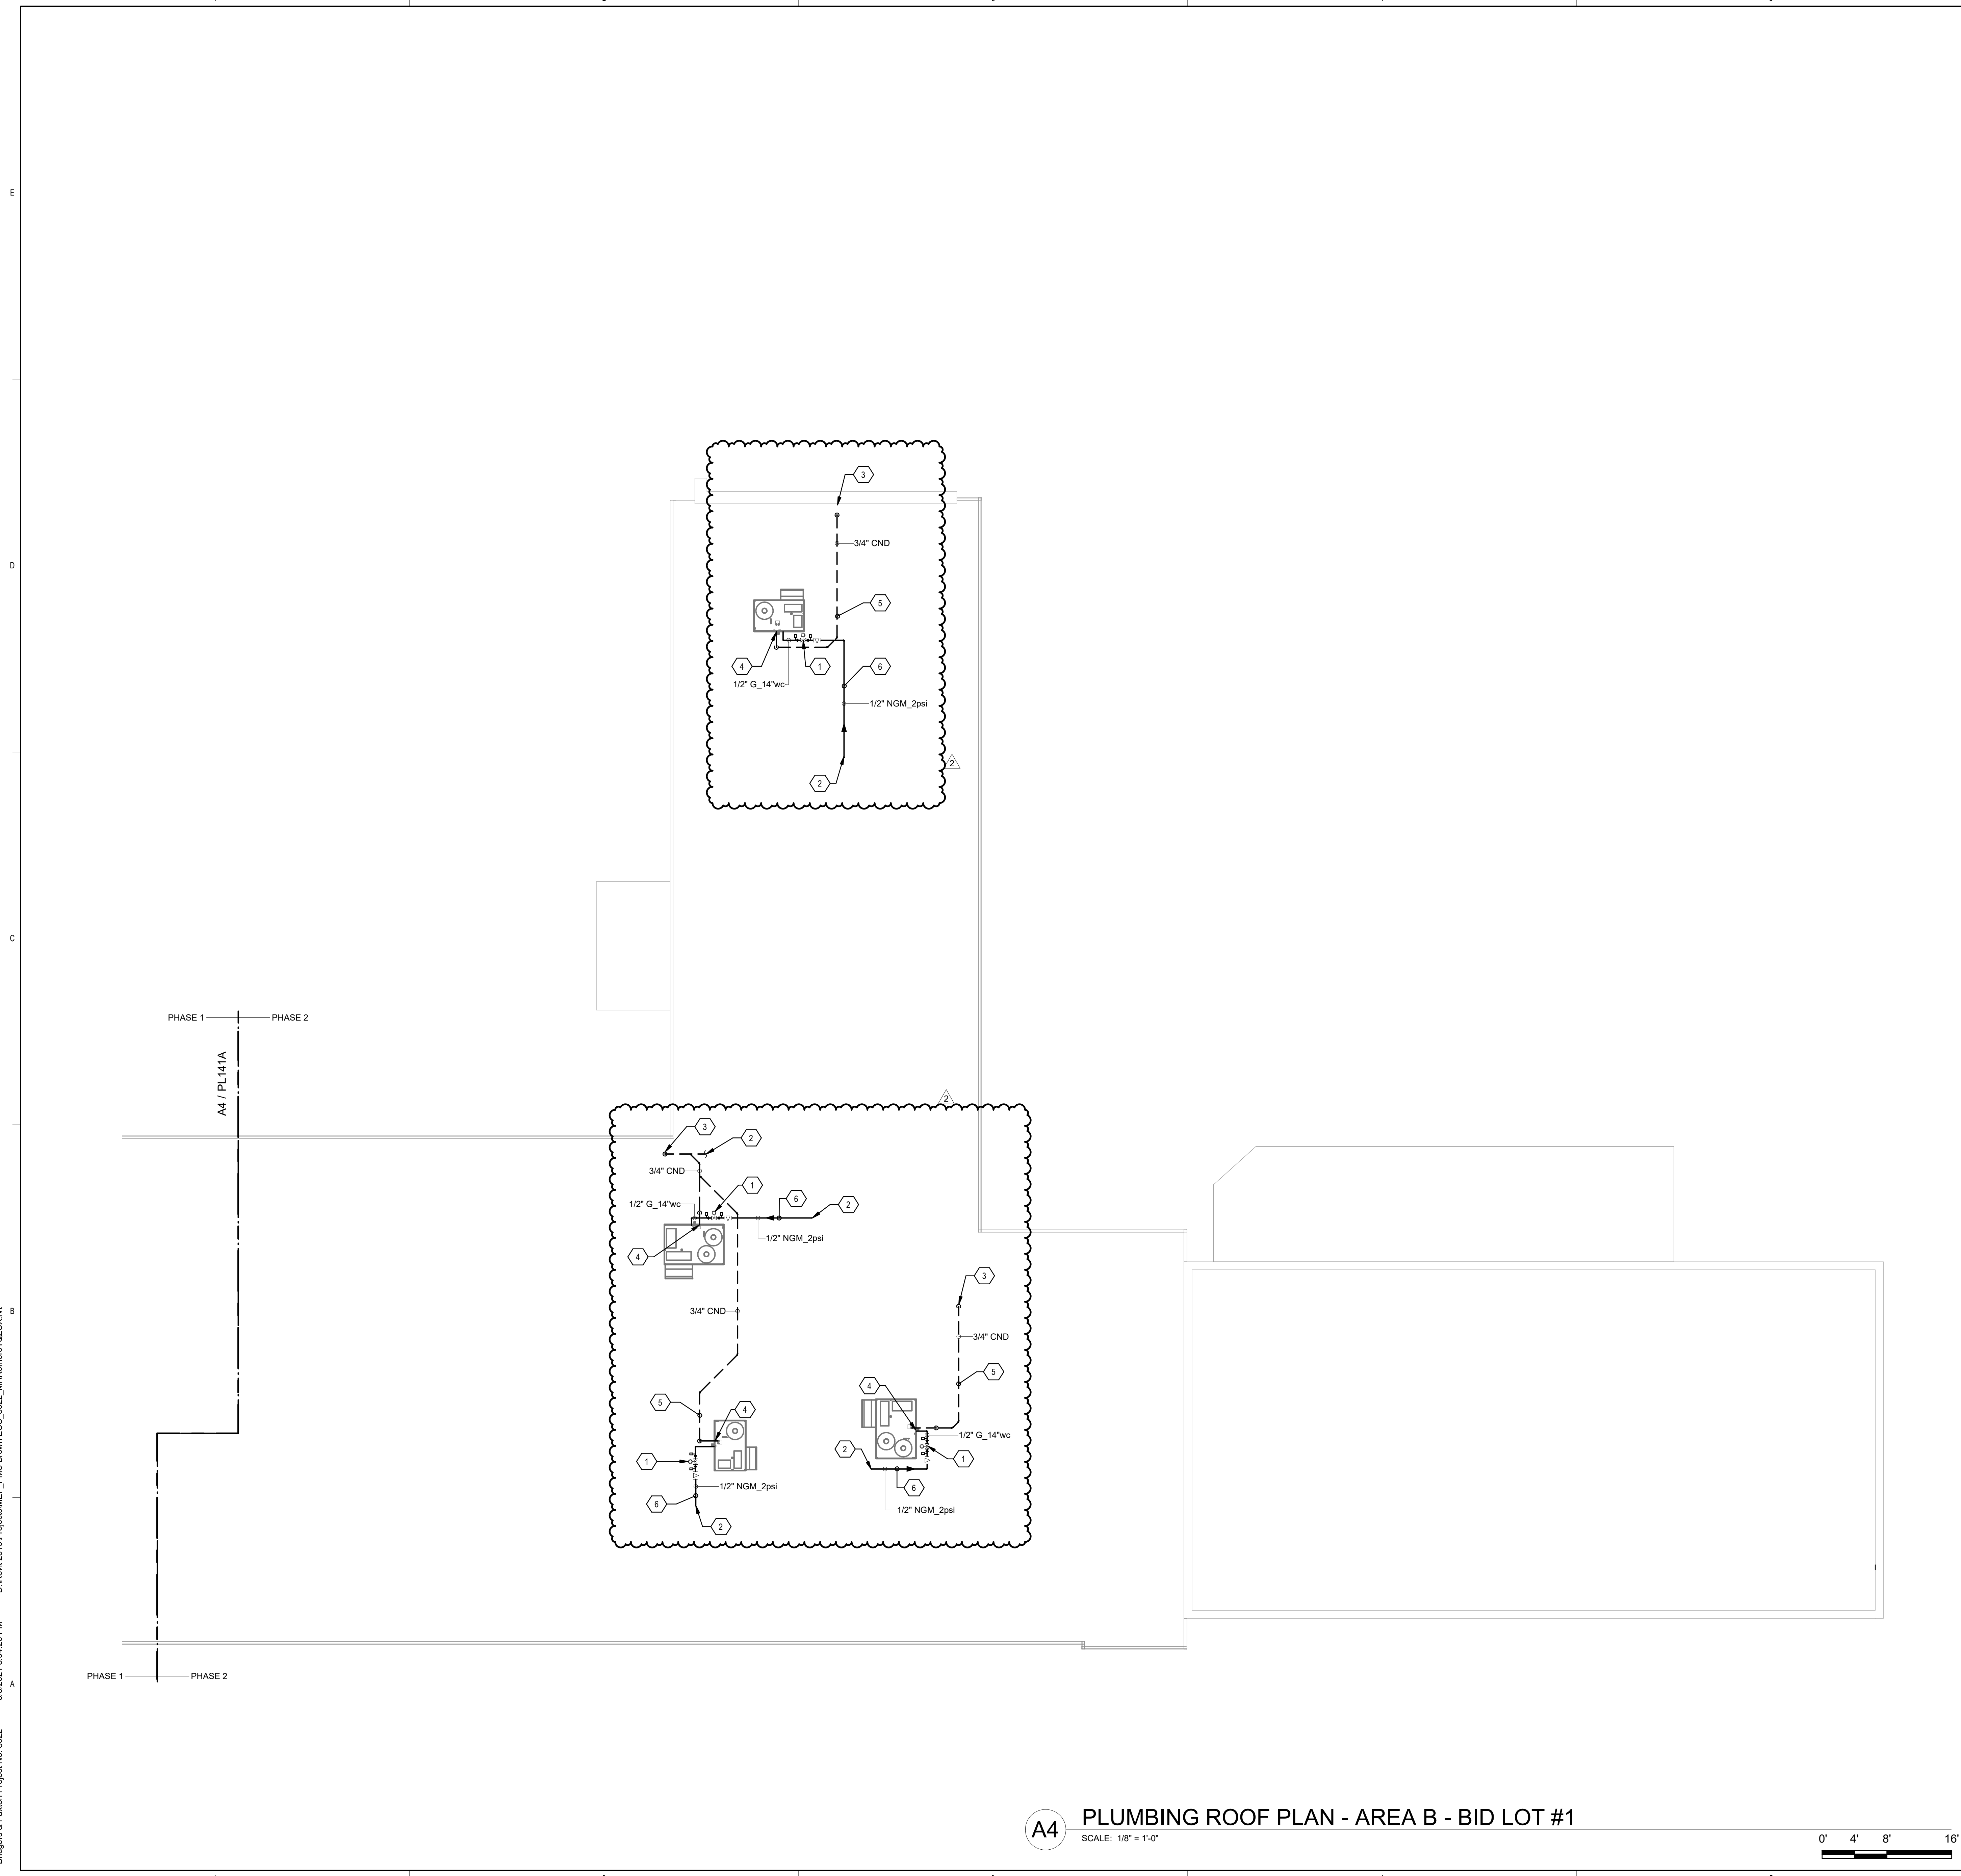 E
3
3/4" CND
D
5
4
1
6
1/2" G_14"wc
1/2" NGM_2psi
2
2
C
PHASE 1
PHASE 2
A4 / PL141A
2
3
2
3/4" CND
1
6
2
1/2" G_14"wc
1/2" NGM_2psi
4
3
B
3/4" CND
3/4" CND
5
4
5
4
1/2" G_14"wc
2
1
1
1/2" NGM_2psi
6
6
1/2" NGM_2psi
2
PHASE 1
PHASE 2
A
A4
PLUMBING ROOF PLAN - AREA B - BID LOT #1
SCALE: 1/8" = 1'-0"
0' 4' 8' 16'